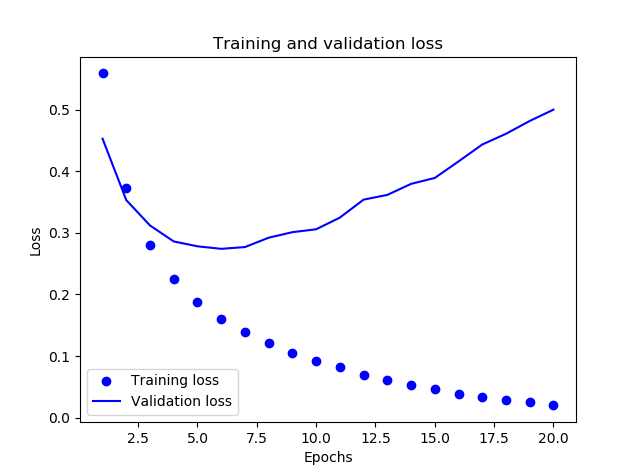 Training and validation loss
Loss
0.5
0.4
0.3
0.2
0.1
0.0
Training loss
Validation loss
2.5 5.0 7.5 10.0 12.5 15.0 17.5 20.0
Epochs